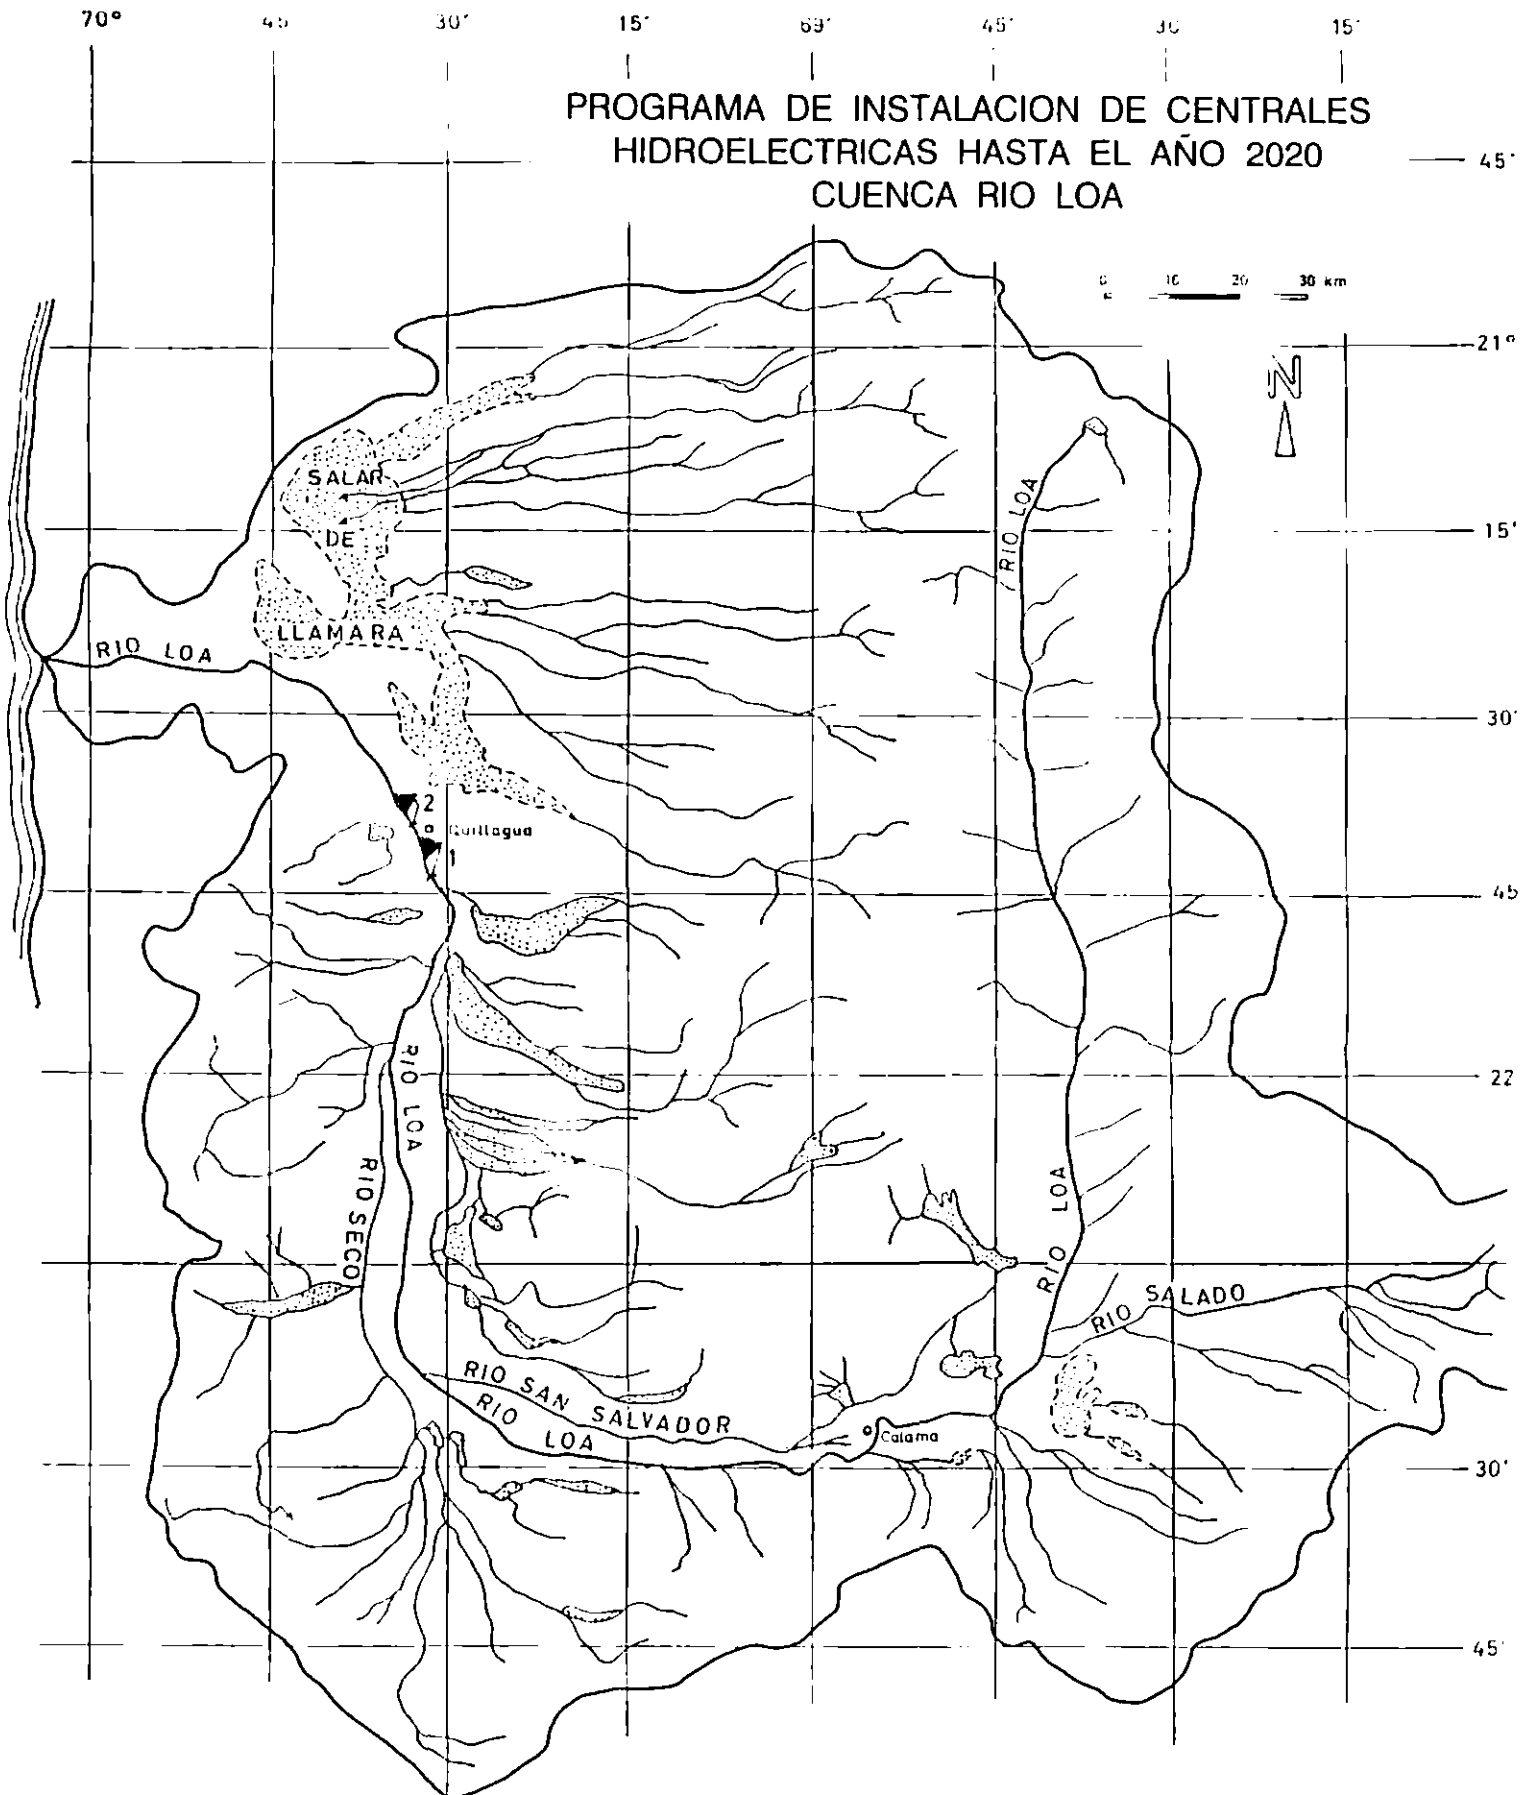 70° 45 30' 15' 69° 45' 30 15'
PROGRAMA DE INSTALACION DE CENTRALES
HIDROELECTRICAS HASTA EL AÑO 2020
CUENCA RIO LOA
45'
0 10 20 30 km
21°
N
SALAR
DE
LLAMARA
RIO LOA
15'
RIO LOA
30'
2
Quillagua
1
45
22
RIO LOA
RIO SECO
RIO LOA
RIO SALADO
RIO SAN SALVADOR
RIO LOA
Calama
30'
45'